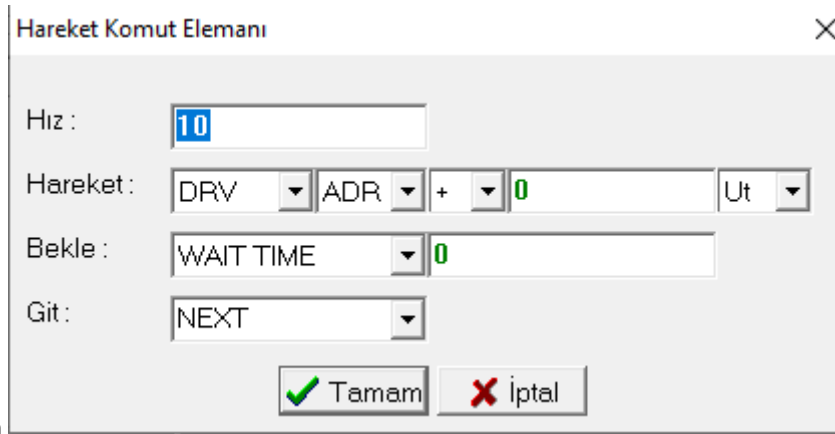 Hareket Komut Elemanı
Hız : 10
Hareket : DRV ADR + 0 Ut
Bekle : WAIT TIME 0
Git : NEXT
Tamam İptal